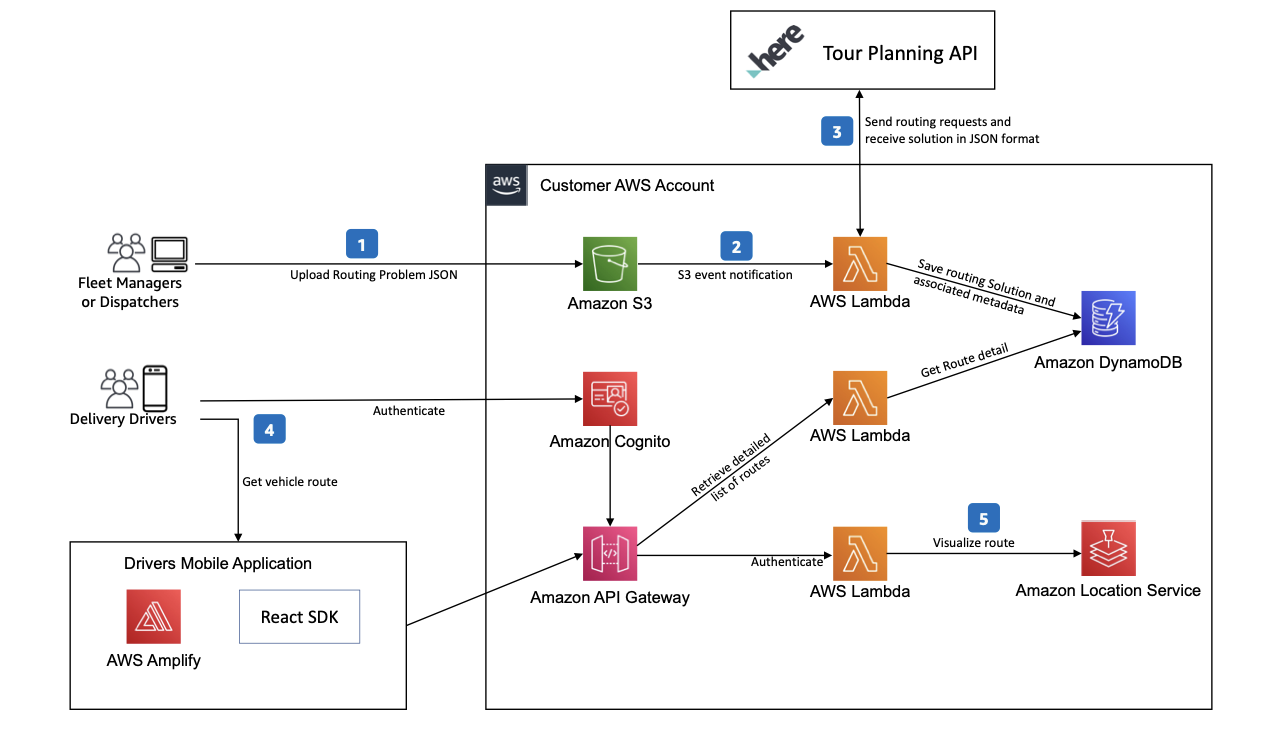 here
Tour Planning API
3
Send routing requests and
receive solution in JSON format
aws
Customer AWS Account
1
Upload Routing Problem JSON
2
S3 event notification
Fleet Managers
or Dispatchers
Amazon S3
AWS Lambda
Save routing Solution and
associated metadata
Amazon DynamoDB
Get Route detail
Delivery Drivers
Authenticate
4
Get vehicle route
Amazon Cognito
AWS Lambda
Retrieve detailed
list of routes
5
Visualize route
Authenticate
Amazon API Gateway
AWS Lambda
Amazon Location Service
Drivers Mobile Application
React SDK
AWS Amplify